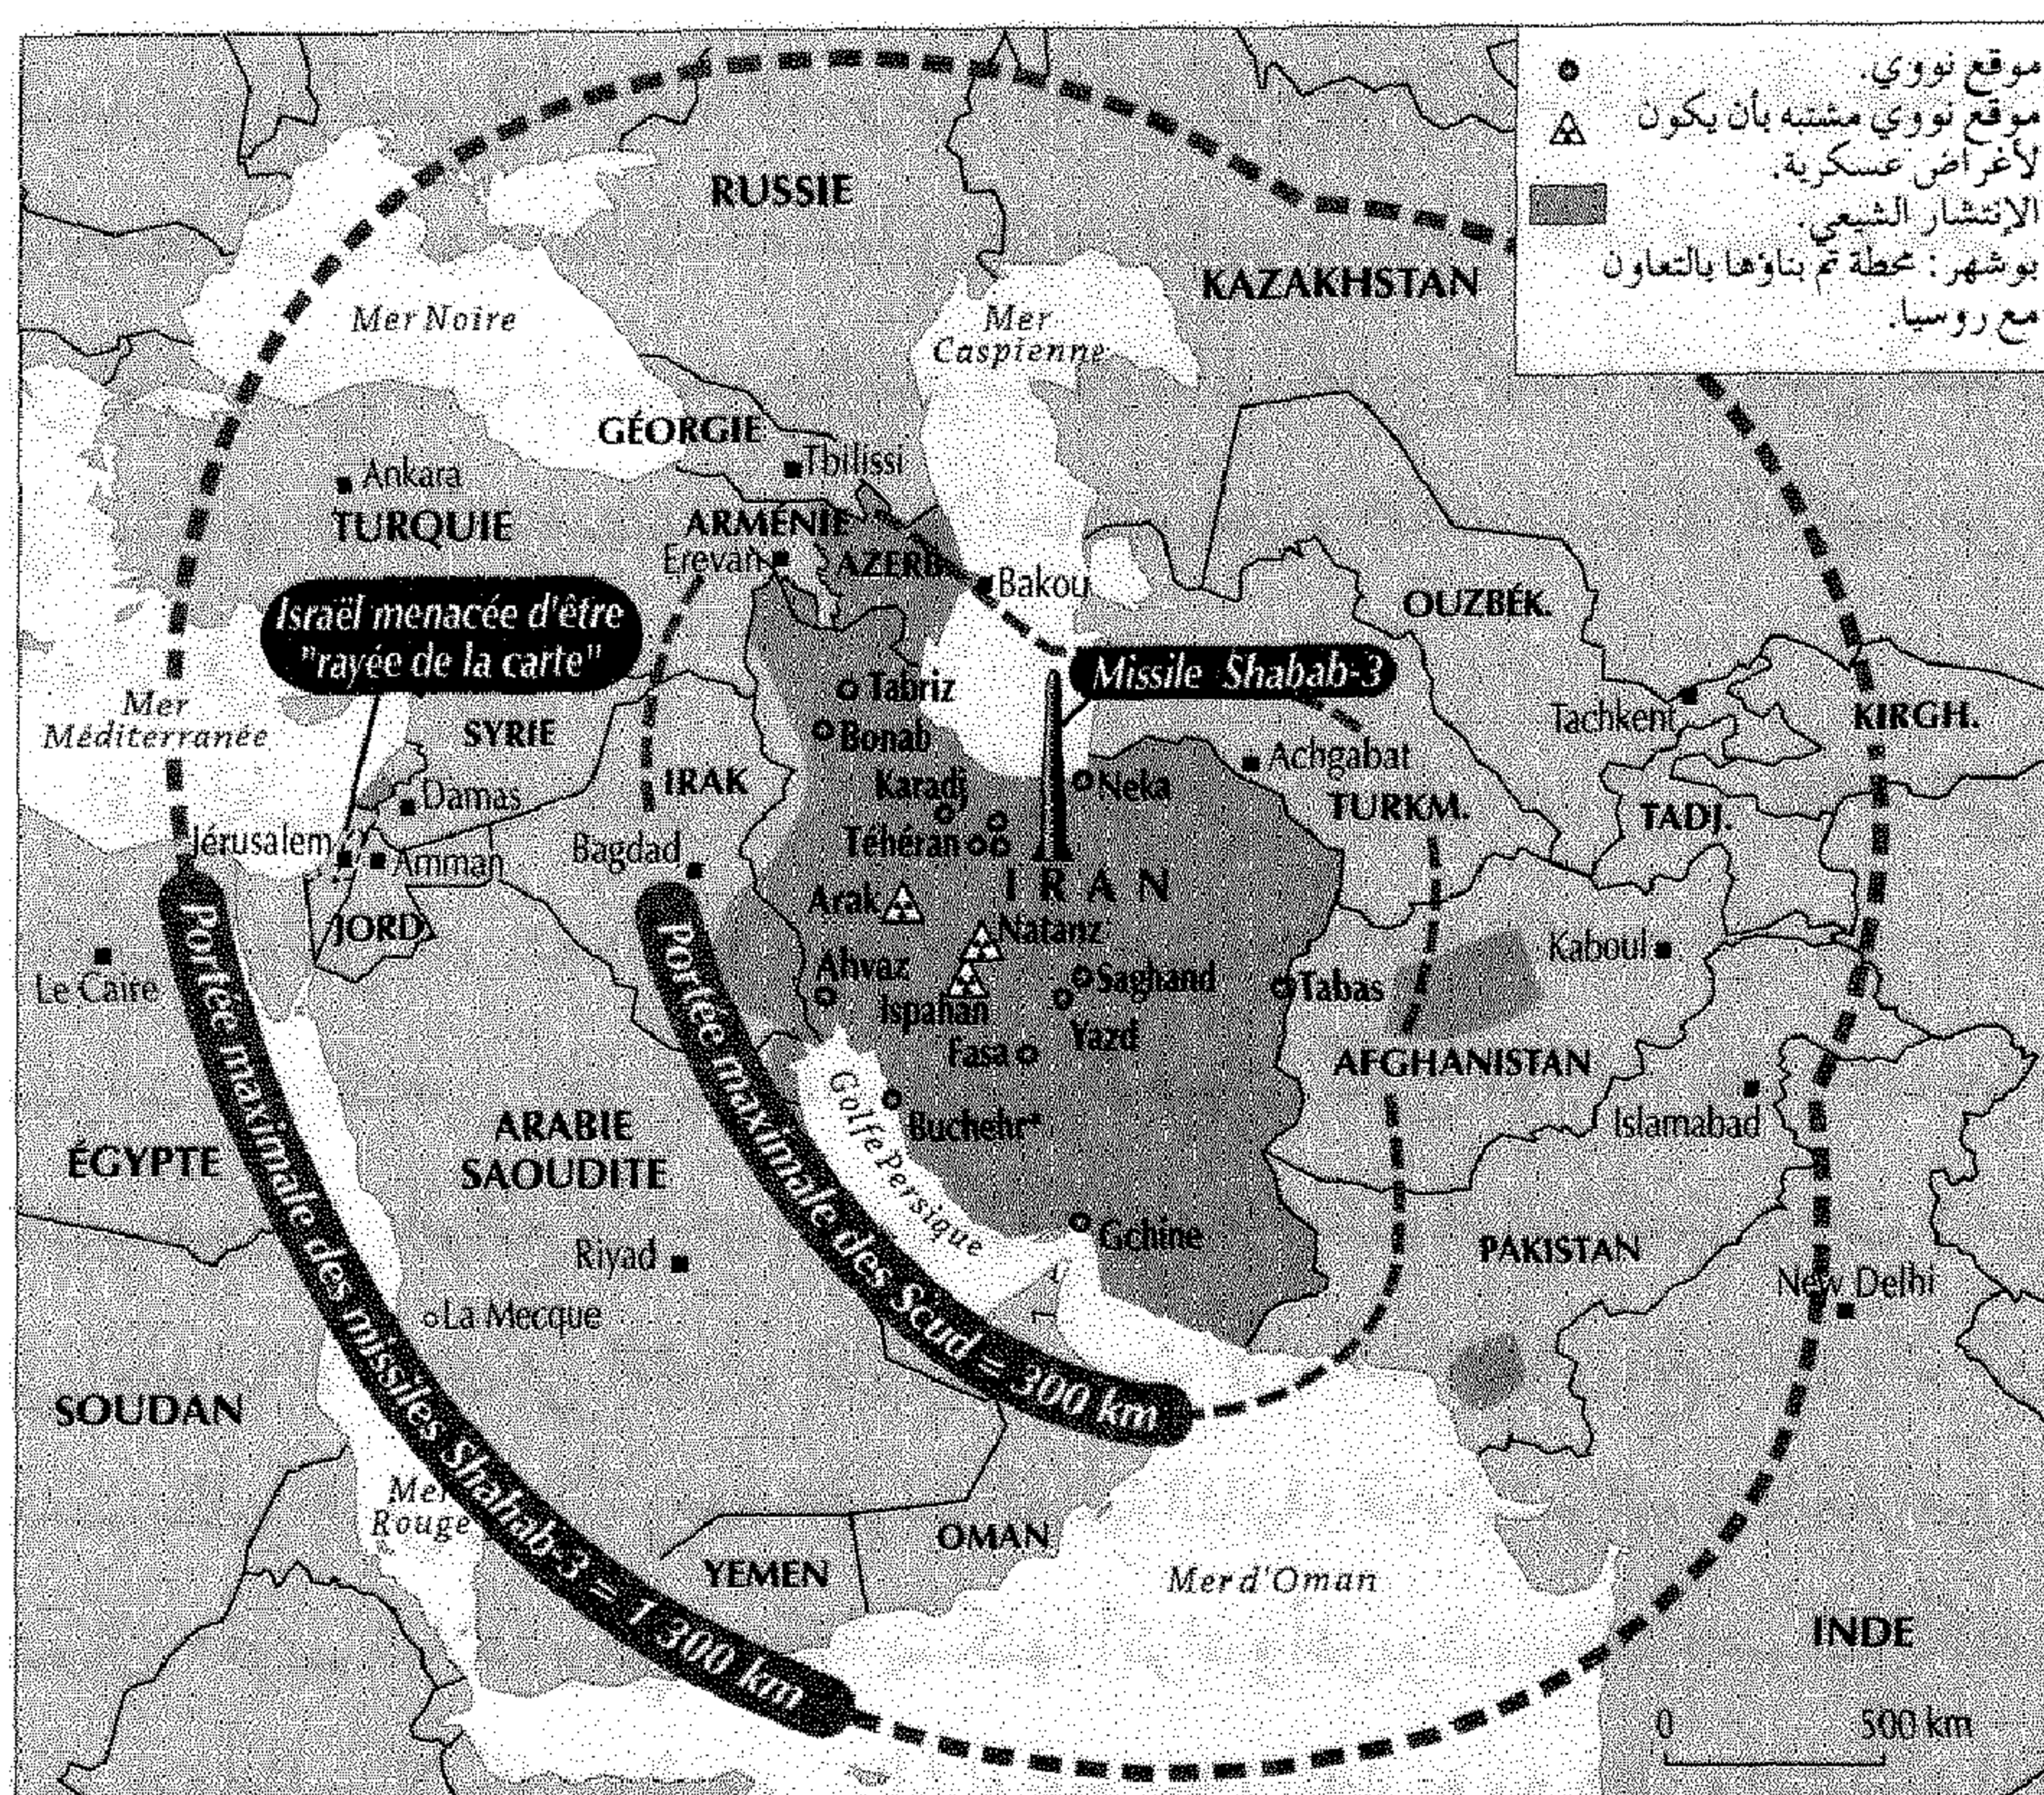 موقع نووي.
موقع نووي مشتبه بأن يكون
لأغراض عسكرية.
الإنتشار الشيعي.
بوشهر: محطة تم بناؤها بالتعاون
مع روسيا.
RUSSIE
KAZAKHSTAN
Mer Noire
Mer
Caspienne
GÉORGIE
Tbilissi
Ankara
TURQUIE
ARMÉNIE
Erevan
AZERB.
Bakou
OUZBÉK.
Israël menacée d'être
"rayée de la carte"
Missile Shabab-3
Mer
Méditerranée
SYRIE
Tabriz
Bonab
Tachkent
KIRGH.
IRAK
Karadj
Neka
Achgabat
TURKM.
TADJ.
Damas
Jérusalem
Amman
Bagdad
Téhéran
IRAN
Arak
Natanz
JORD.
Kaboul
Le Caire
Ahvaz
Ispahan
Saghand
Tabas
Yazd
Fasa
AFGHANISTAN
Golfe Persique
Buchehr*
Islamabad
ARABIE
SAOUDITE
ÉGYPTE
Gchine
PAKISTAN
Riyad
New Delhi
La Mecque
Portée maximale des Scud = 300 km
Portée maximale des missiles Shahab-3 = 1 300 km
SOUDAN
Mer
Rouge
OMAN
YEMEN
Mer d'Oman
INDE
0 500 km